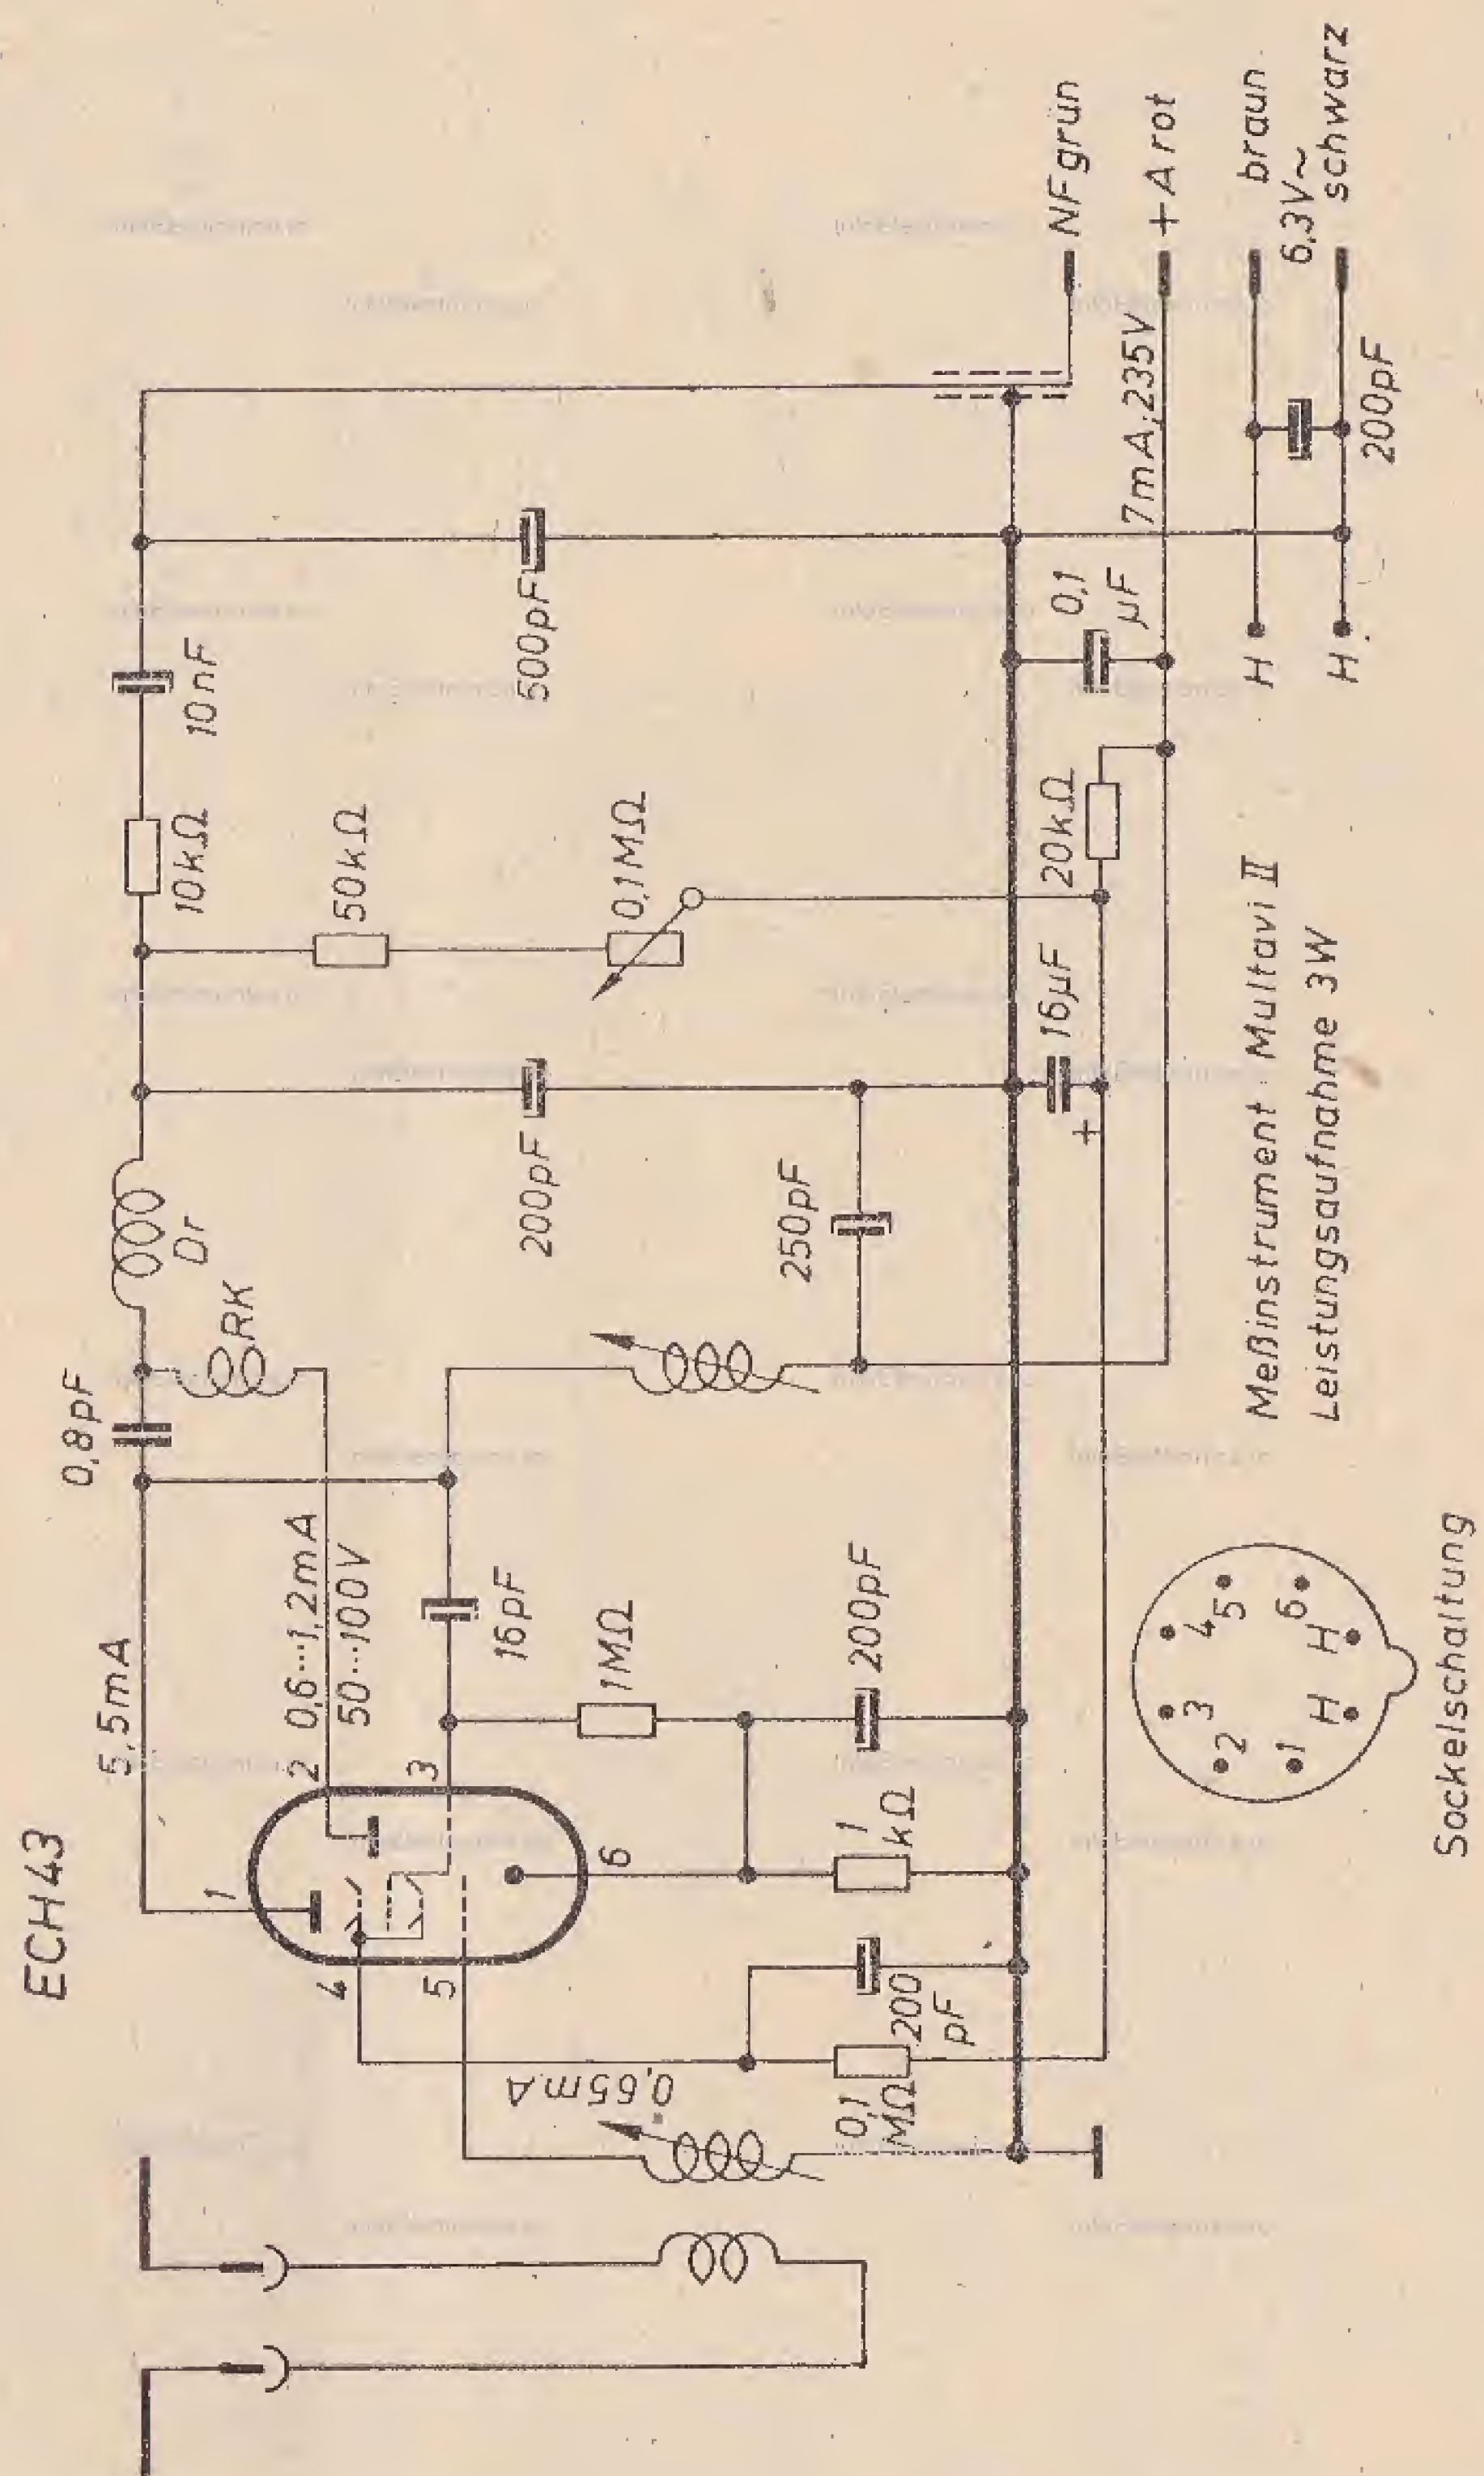 ECH43
5,5mA
0,8pF
RK
Dr
10kΩ
10nF
1
2
3
4
5
6
0,6...1,2mA
50...100V
16pF
1MΩ
200pF
1
kΩ
200
pF
0,1
MΩ
0,65mA
200pF
250pF
50kΩ
0,1MΩ
500pF
16µF
+
20kΩ
0,1
µF
7mA;235V
NF grün
+A rot
braun
6,3V~
schwarz
200pF
H
H
Meßinstrument Multavi II
Leistungsaufnahme 3W
1
2
3
4
5
6
H
H
Sockelschaltung